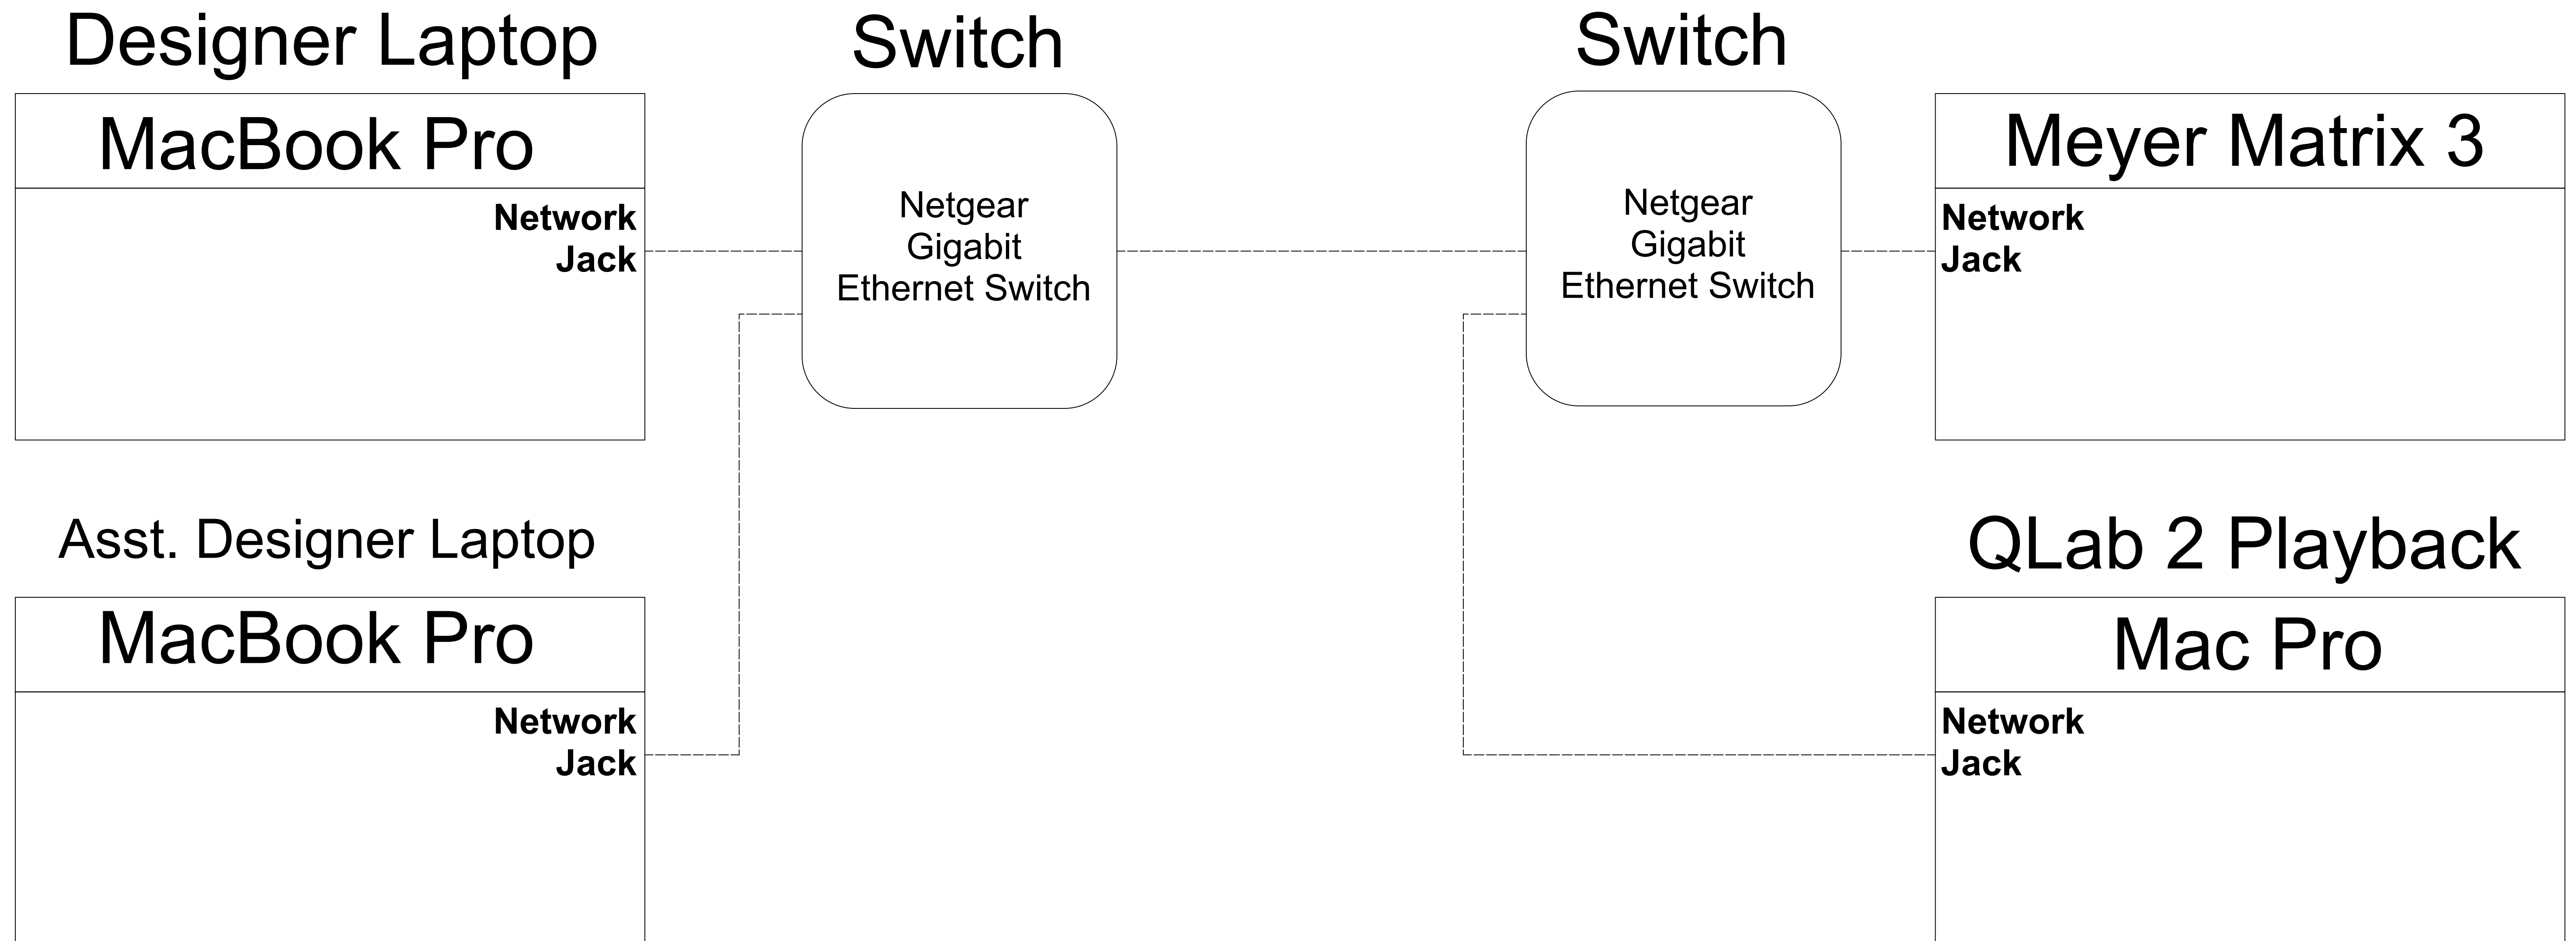 Designer Laptop
MacBook Pro
Network
Jack
Switch
Netgear
Gigabit
Ethernet Switch
Switch
Netgear
Gigabit
Ethernet Switch
Meyer Matrix 3
Network
Jack
Asst. Designer Laptop
MacBook Pro
Network
Jack
QLab 2 Playback
Mac Pro
Network
Jack